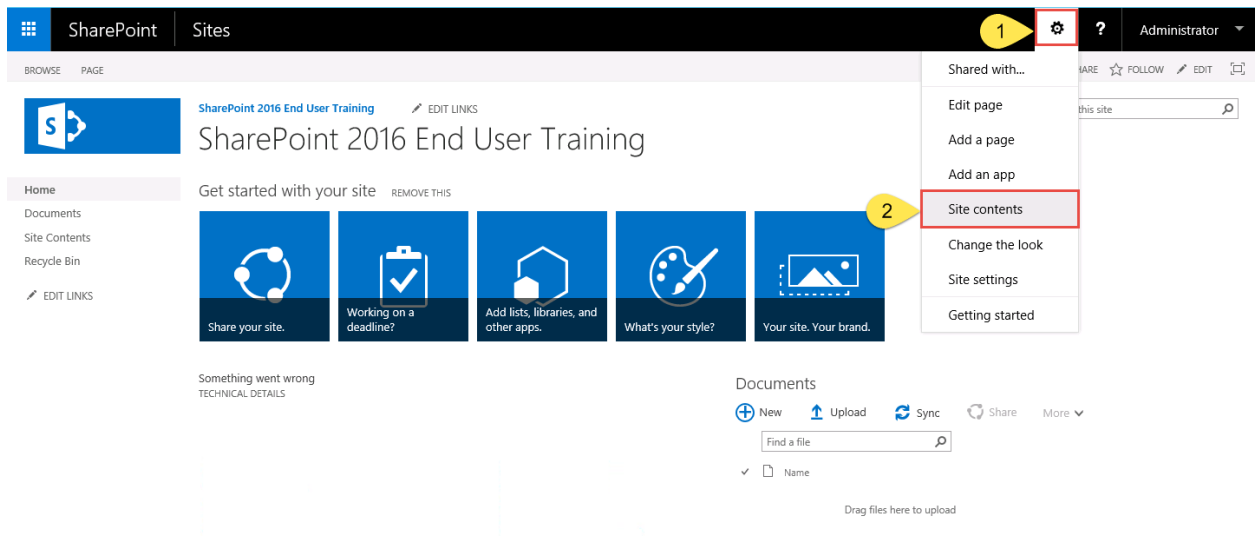 SharePoint
Sites
1
?
Administrator
BROWSE
PAGE
Shared with...
FOLLOW
EDIT
S
SharePoint 2016 End User Training
EDIT LINKS
Edit page
this site
SharePoint 2016 End User Training
Add a page
Add an app
Home
Get started with your site
REMOVE THIS
2
Site contents
Documents
Site Contents
Recycle Bin
EDIT LINKS
Change the look
Site settings
Getting started
Share your site.
Working on a
deadline?
Add lists, libraries, and
other apps.
What's your style?
Your site. Your brand.
Something went wrong
TECHNICAL DETAILS
Documents
New
Upload
Sync
Share
More
Find a file
Name
Drag files here to upload